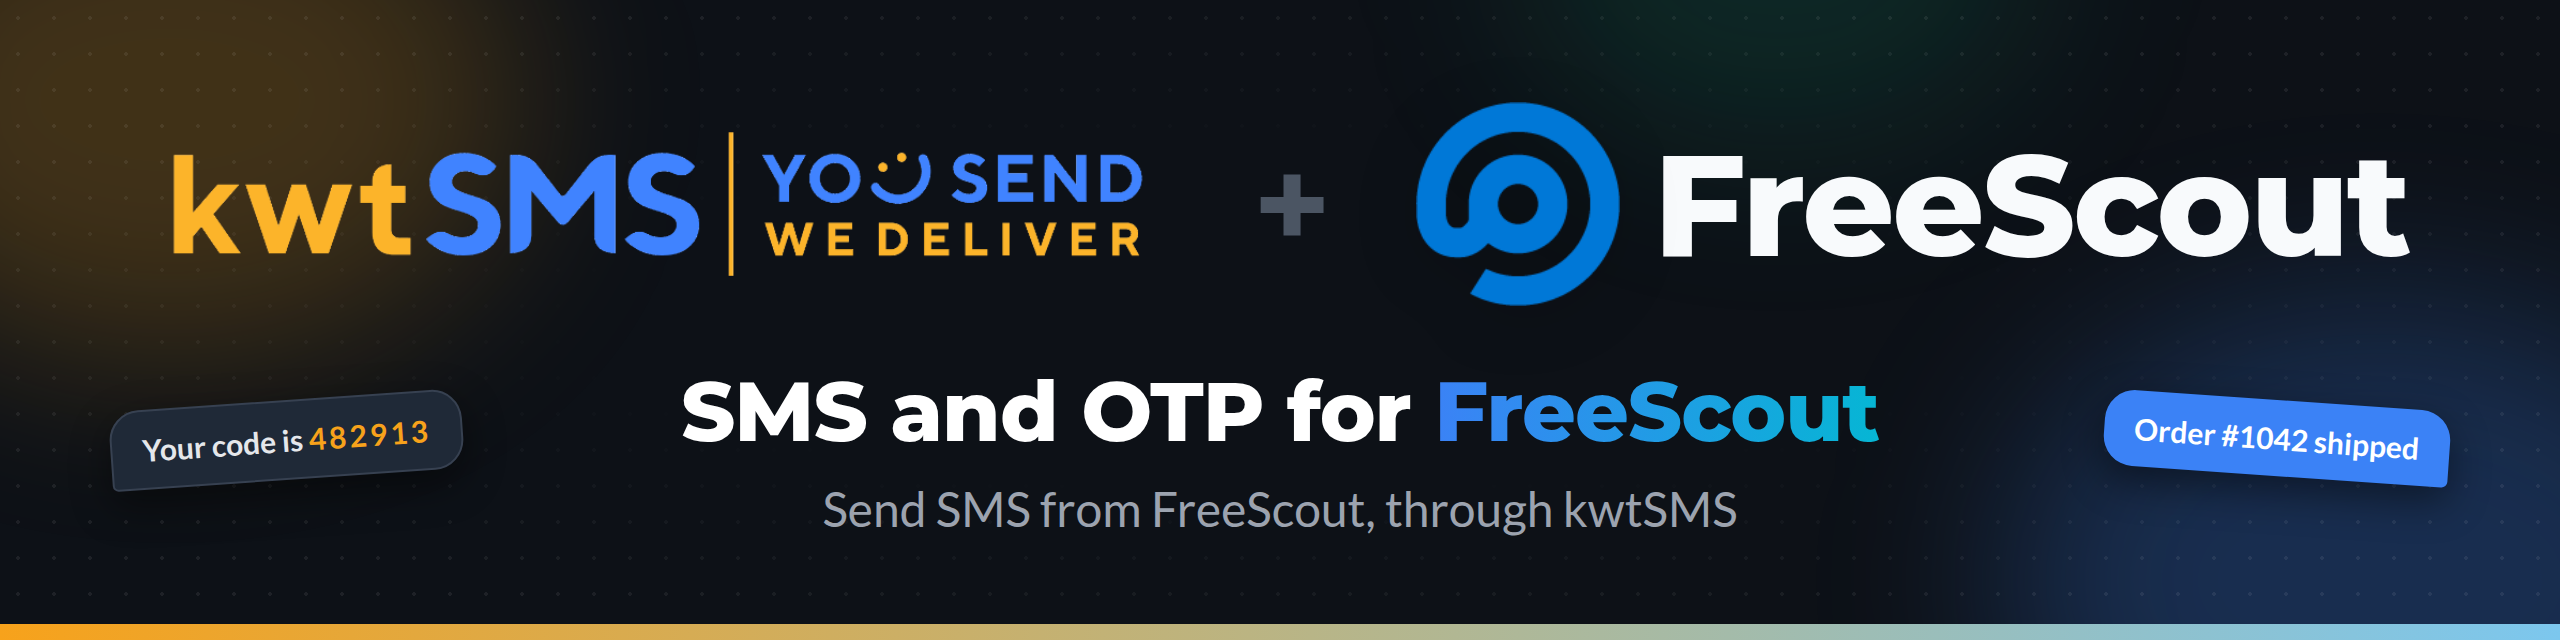 kwtSMS
YOU SEND
WE DELIVER
+
FreeScout
SMS and OTP for FreeScout
Your code is 482913
Order #1042 shipped
Send SMS from FreeScout, through kwtSMS